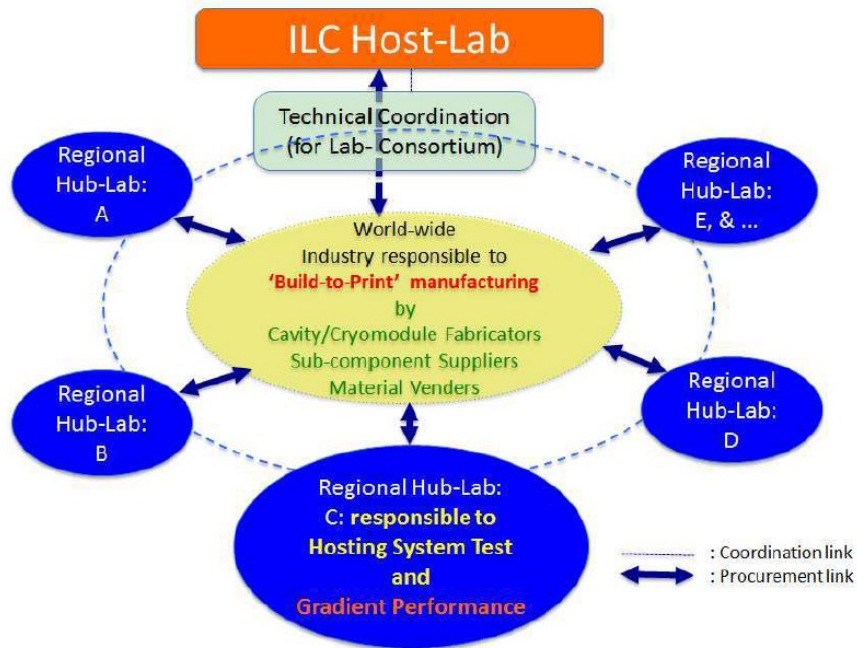 ILC Host-Lab
Technical Coordination
(for Lab- Consortium)
Regional
Hub-Lab:
A
Regional
Hub-Lab:
E, & ...
World-wide
Industry responsible to
‘Build-to-Print’ manufacturing
by
Cavity/Cryomodule Fabricators
Sub-component Suppliers
Material Venders
Regional
Hub-Lab:
B
Regional
Hub-Lab:
D
Regional Hub-Lab:
C: responsible to
Hosting System Test
and
Gradient Performance
: Coordination link
: Procurement link